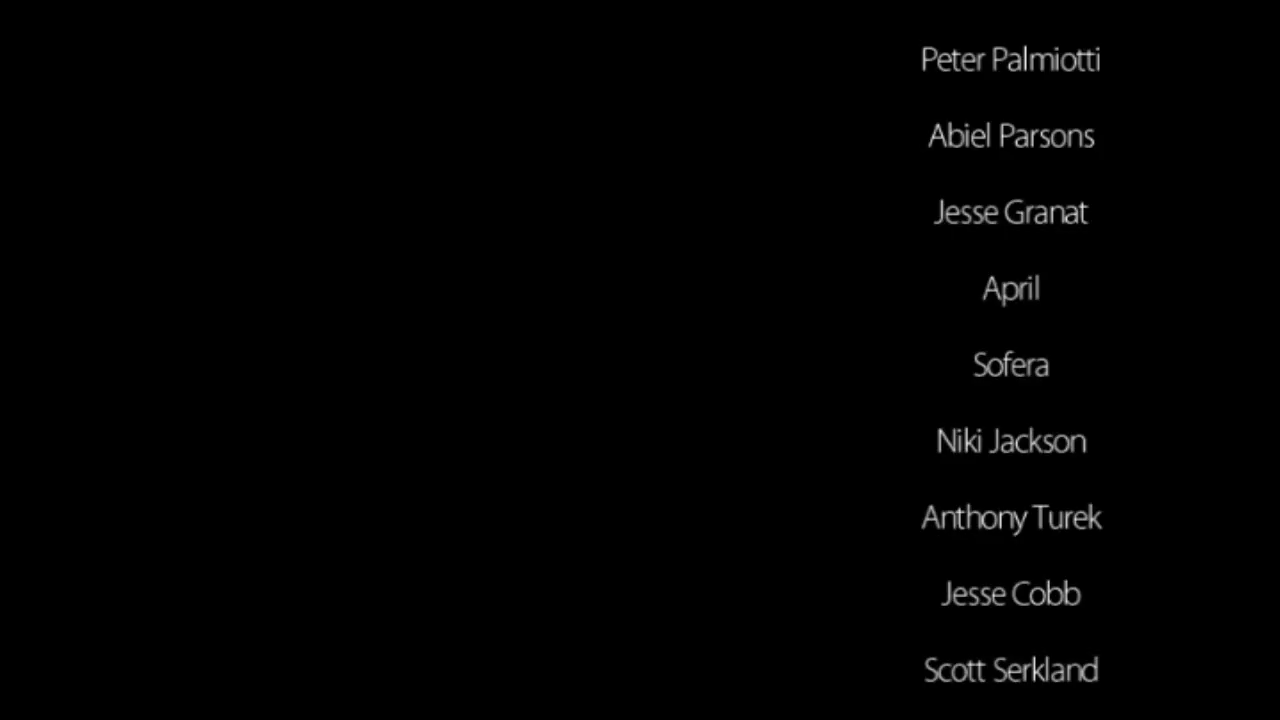 Peter Palmiotti
Abiel Parsons
Jesse Granat
April
Sofera
Niki Jackson
Anthony Turek
Jesse Cobb
Scott Serkland